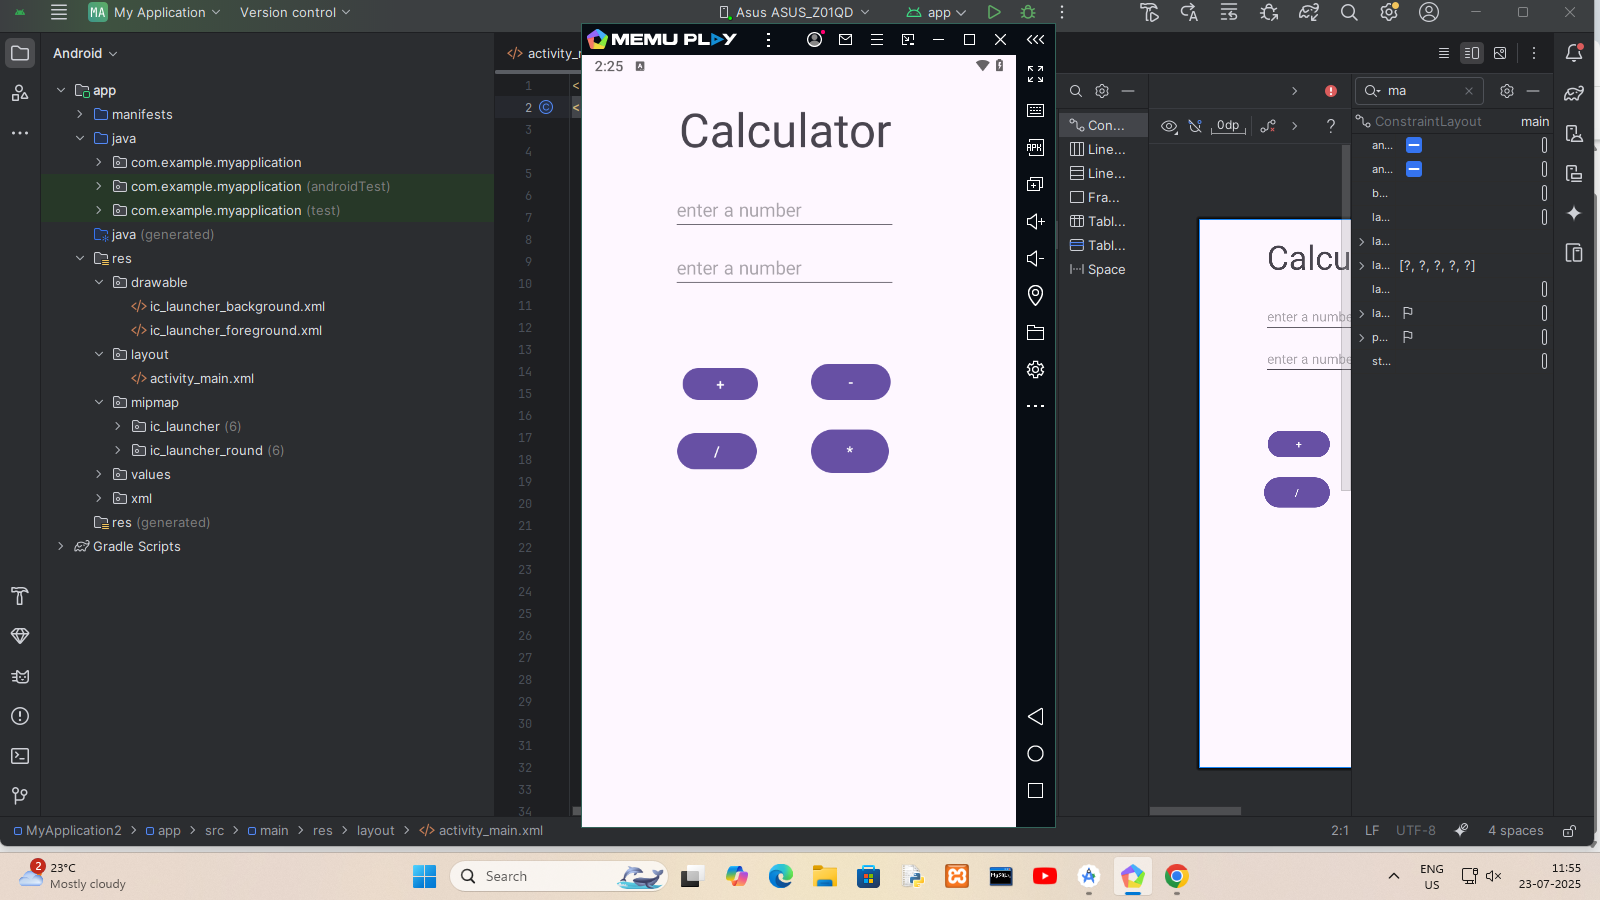 MA My Application
Version control
Asus ASUS_Z01QD
app
Android
app
manifests
java
com.example.myapplication
com.example.myapplication (androidTest)
com.example.myapplication (test)
java (generated)
res
drawable
ic_launcher_background.xml
ic_launcher_foreground.xml
layout
activity_main.xml
mipmap
ic_launcher (6)
ic_launcher_round (6)
values
xml
res (generated)
Gradle Scripts
</> activity_
1
2
3
4
5
6
7
8
9
10
11
12
13
14
15
16
17
18
19
20
21
22
23
24
25
26
27
28
29
30
31
32
33
34
<
<
MEMU PLAY
2:25
Calculator
enter a number
enter a number
+
-
/
*
APK
Con...
Line...
Line...
Fra...
Tabl...
Tabl...
Space
0dp
?
Calcu
enter a numbe
enter a numbe
+
/
ma
ConstraintLayout main
an...
an...
b...
la...
la...
la... [?, ?, ?, ?, ?]
la...
la...
p...
st...
MyApplication2 > app > src > main > res > layout > </> activity_main.xml
2:1 LF UTF-8 4 spaces
2
23°C
Mostly cloudy
Search
MySQL
ENG
US
11:55
23-07-2025